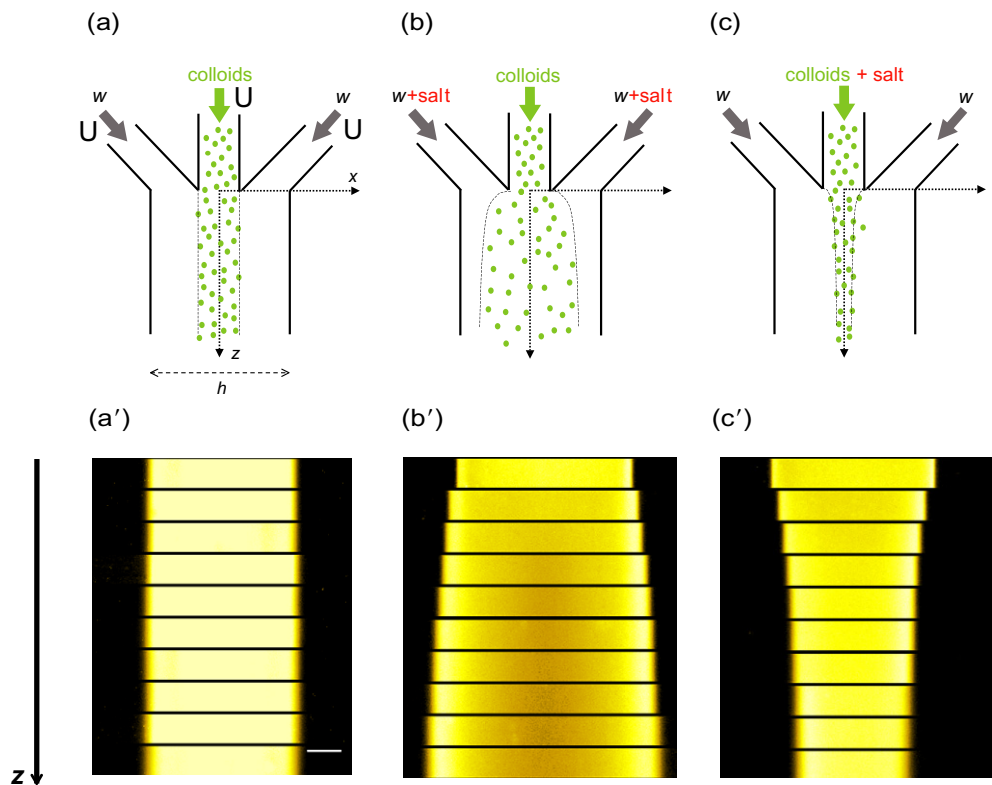 (a)
(b)
(c)
colloids
colloids
colloids + salt
w
U
w
w+salt
w+salt
w
w
U
U
x
z
h
(a′)
(b′)
(c′)
z